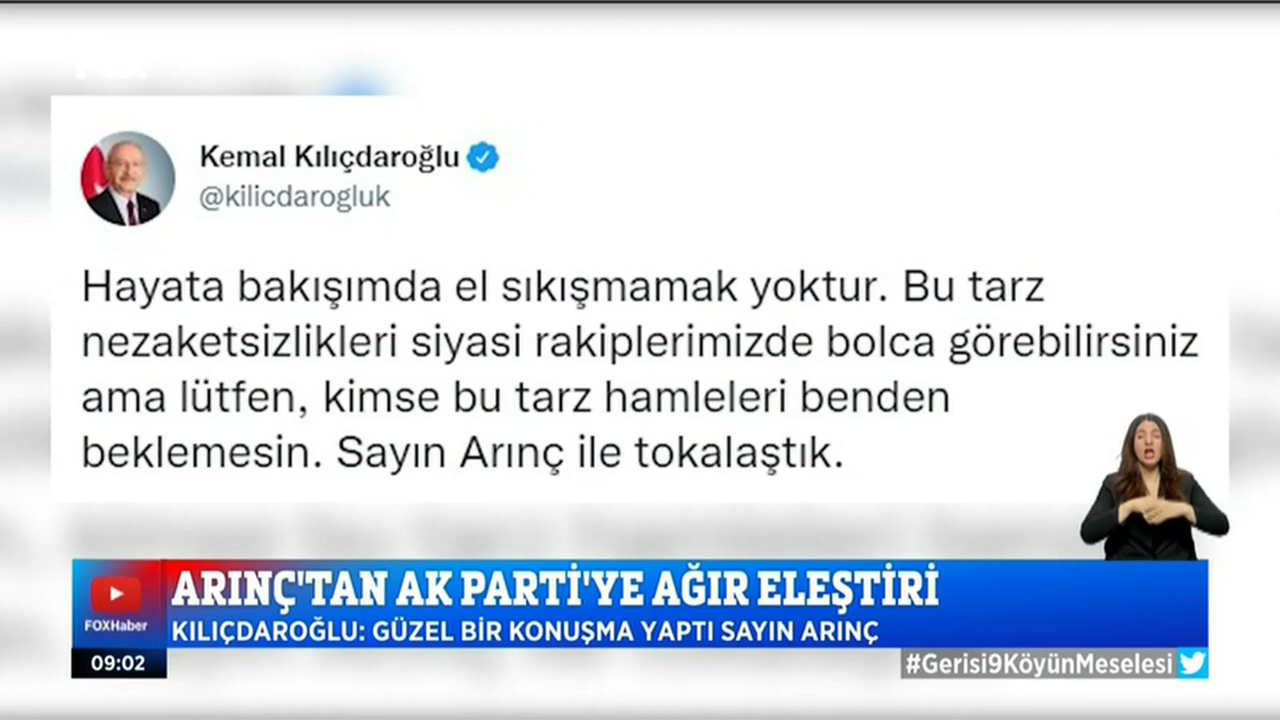 Kemal Kılıçdaroğlu
@kilicdarogluk
Hayata bakışımda el sıkışmamak yoktur. Bu tarz
nezaketsizlikleri siyasi rakiplerimizde bolca görebilirsiniz
ama lütfen, kimse bu tarz hamleleri benden
beklemesin. Sayın Arınç ile tokalaştık.
ARINÇ'TAN AK PARTİ'YE AĞIR ELEŞTİRİ
FOXHaber
KILIÇDAROĞLU: GÜZEL BİR KONUŞMA YAPTI SAYIN ARINÇ
09:02
#Gerisi9KöyünMeselesi